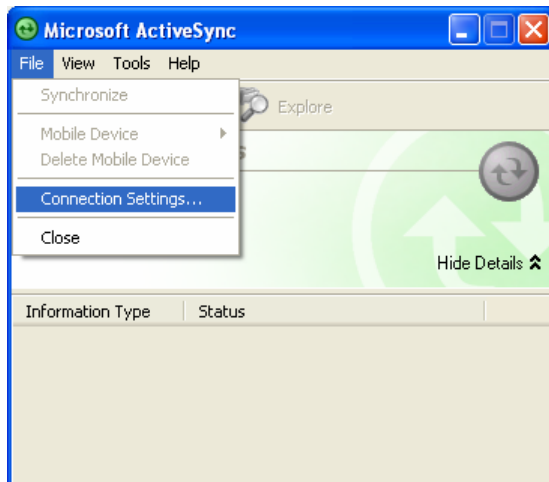 Microsoft ActiveSync
File View Tools Help
Synchronize
Explore
Mobile Device
Delete Mobile Device
Connection Settings...
Close
Hide Details
Information Type Status